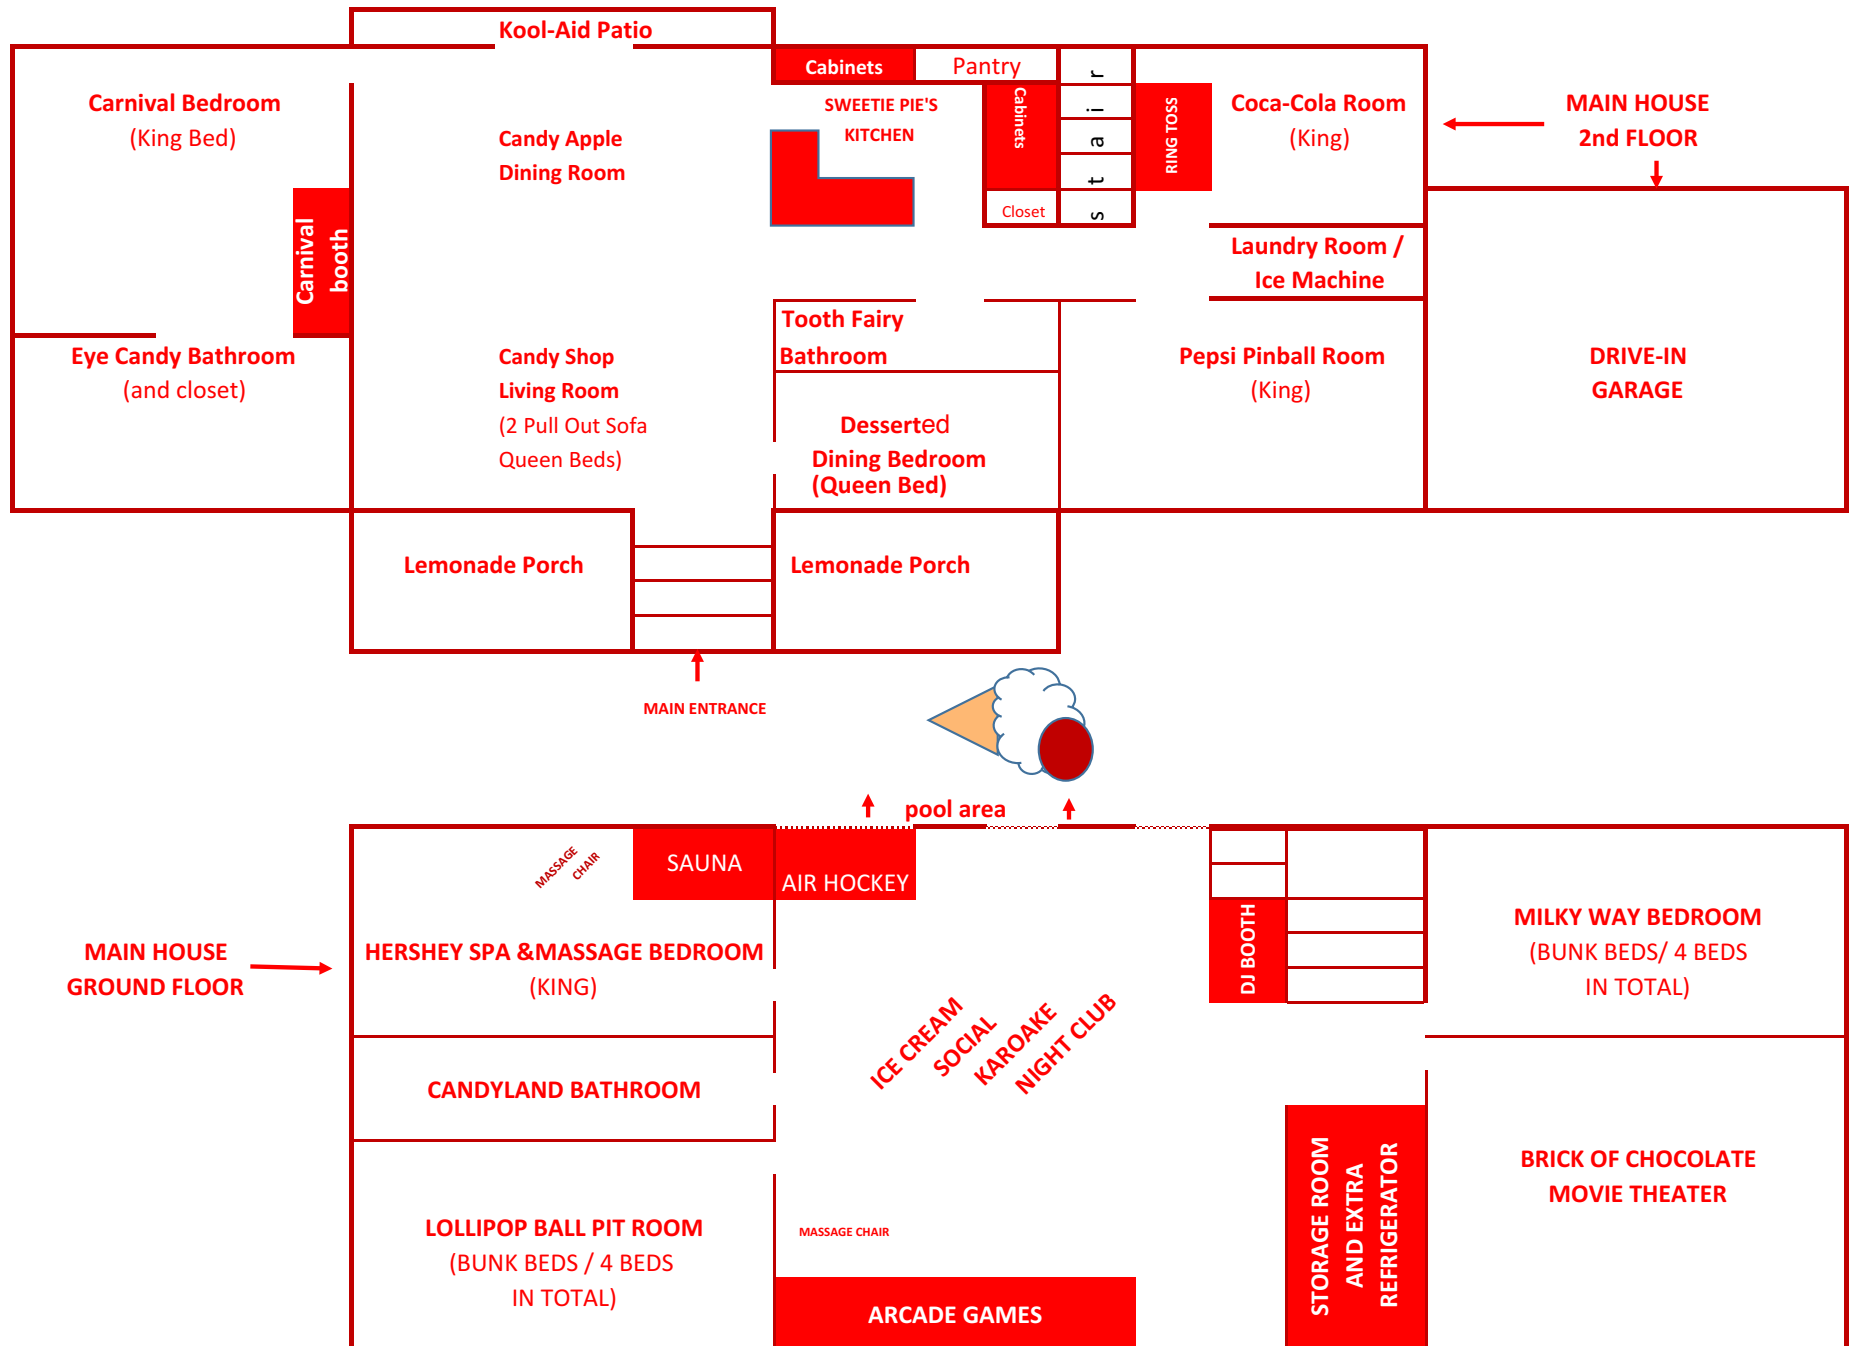 Kool-Aid Patio
Cabinets
Pantry
Carnival Bedroom
(King Bed)
Candy Apple
Dining Room
SWEETIE PIE'S
KITCHEN
Cabinets
Closet
stair
RING TOSS
Coca-Cola Room
(King)
MAIN HOUSE
2nd FLOOR
Carnival
booth
Laundry Room /
Ice Machine
Eye Candy Bathroom
(and closet)
Candy Shop
Living Room
(2 Pull Out Sofa
Queen Beds)
Tooth Fairy
Bathroom
Desserted
Dining Bedroom
(Queen Bed)
Pepsi Pinball Room
(King)
DRIVE-IN
GARAGE
Lemonade Porch
Lemonade Porch
MAIN ENTRANCE
pool area
MASSAGE
CHAIR
SAUNA
AIR HOCKEY
MAIN HOUSE
GROUND FLOOR
HERSHEY SPA &MASSAGE BEDROOM
(KING)
DJ BOOTH
MILKY WAY BEDROOM
(BUNK BEDS/ 4 BEDS
IN TOTAL)
ICE CREAM
SOCIAL
KAROAKE
NIGHT CLUB
CANDYLAND BATHROOM
LOLLIPOP BALL PIT ROOM
(BUNK BEDS / 4 BEDS
IN TOTAL)
MASSAGE CHAIR
ARCADE GAMES
STORAGE ROOM
AND EXTRA
REFRIGERATOR
BRICK OF CHOCOLATE
MOVIE THEATER